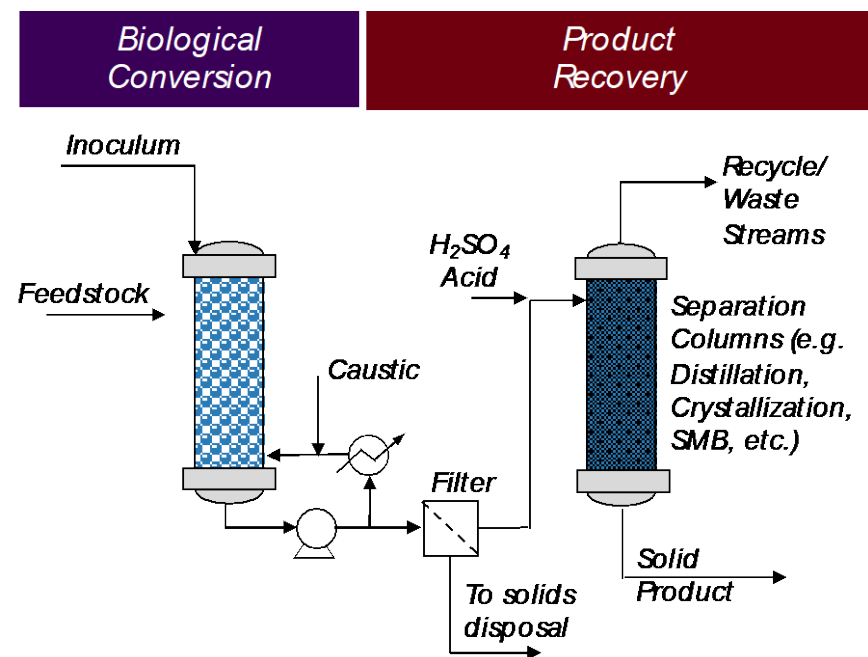 Biological
Conversion
Product
Recovery
Inoculum
Feedstock
Caustic
H₂SO₄
Acid
Filter
To solids
disposal
Recycle/
Waste
Streams
Separation
Columns (e.g.
Distillation,
Crystallization,
SMB, etc.)
Solid
Product